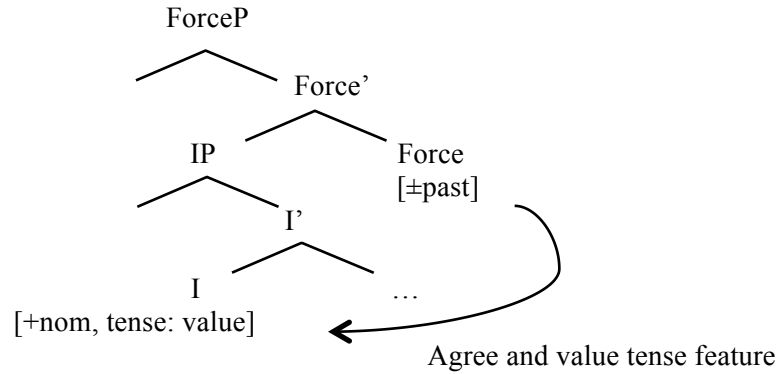 ForceP
Force’
IP Force
[±past]
I’
I …
[+nom, tense: value]
Agree and value tense feature